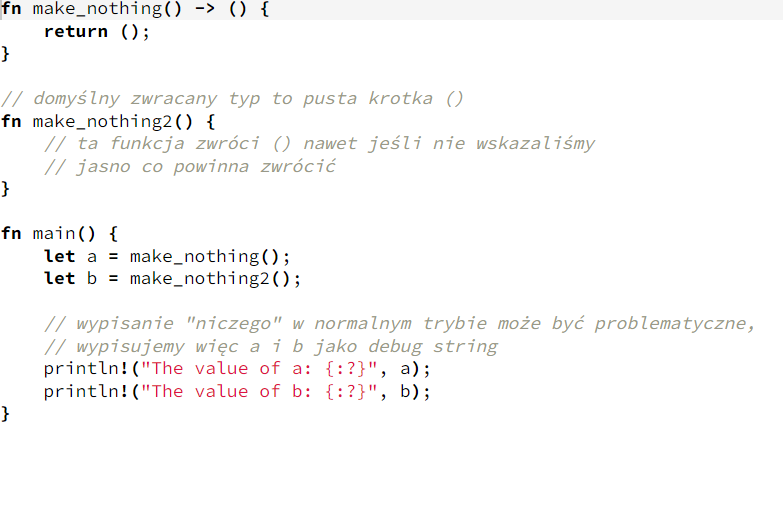 fn make_nothing() -> () {
    return ();
}

// domyślny zwracany typ to pusta krotka ()
fn make_nothing2() {
    // ta funkcja zwróci () nawet jeśli nie wskazaliśmy
    // jasno co powinna zwrócić
}

fn main() {
    let a = make_nothing();
    let b = make_nothing2();

    // wypisanie "niczego" w normalnym trybie może być problematyczne,
    // wypisujemy więc a i b jako debug string
    println!("The value of a: {:?}", a);
    println!("The value of b: {:?}", b);
}